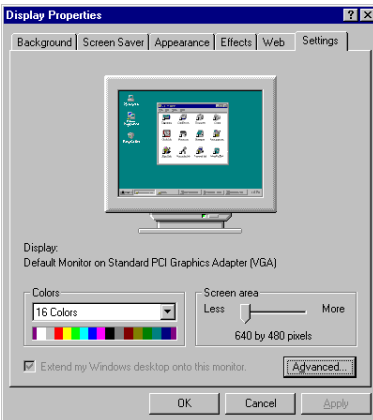 Display Properties
Background Screen Saver Appearance Effects Web Settings
Display:
Default Monitor on Standard PCI Graphics Adapter (VGA)
Colors
16 Colors
Screen area
Less More
640 by 480 pixels
Extend my Windows desktop onto this monitor.
Advanced...
OK Cancel Apply